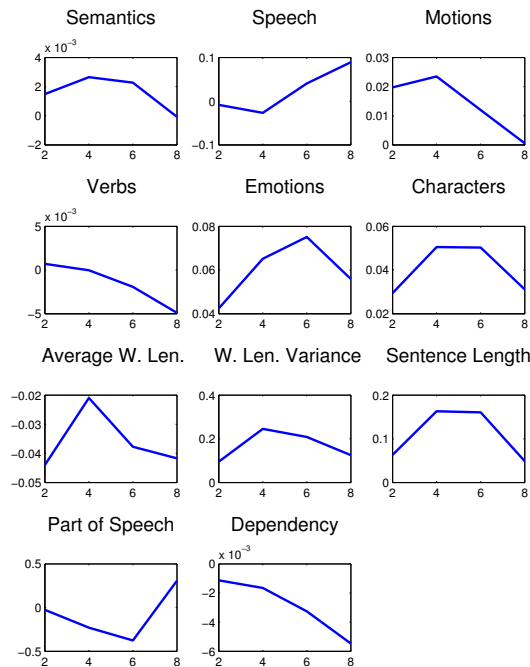 Semantics Speech Motions
x 10⁻³
4 0.1 0.03
2 0 0.02
0 0.01
−2 −0.1 0
2 4 6 8 2 4 6 8 2 4 6 8
Verbs Emotions Characters
x 10⁻³
5 0.08 0.06
0 0.06 0.04
−5 0.04 0.02
2 4 6 8 2 4 6 8 2 4 6 8
Average W. Len. W. Len. Variance Sentence Length
−0.02 0.4 0.2
−0.03 0.2 0.1
−0.04
−0.05 0 0
2 4 6 8 2 4 6 8 2 4 6 8
Part of Speech Dependency
x 10⁻³
0.5 0
0 −2
−4
−0.5 −6
2 4 6 8 2 4 6 8